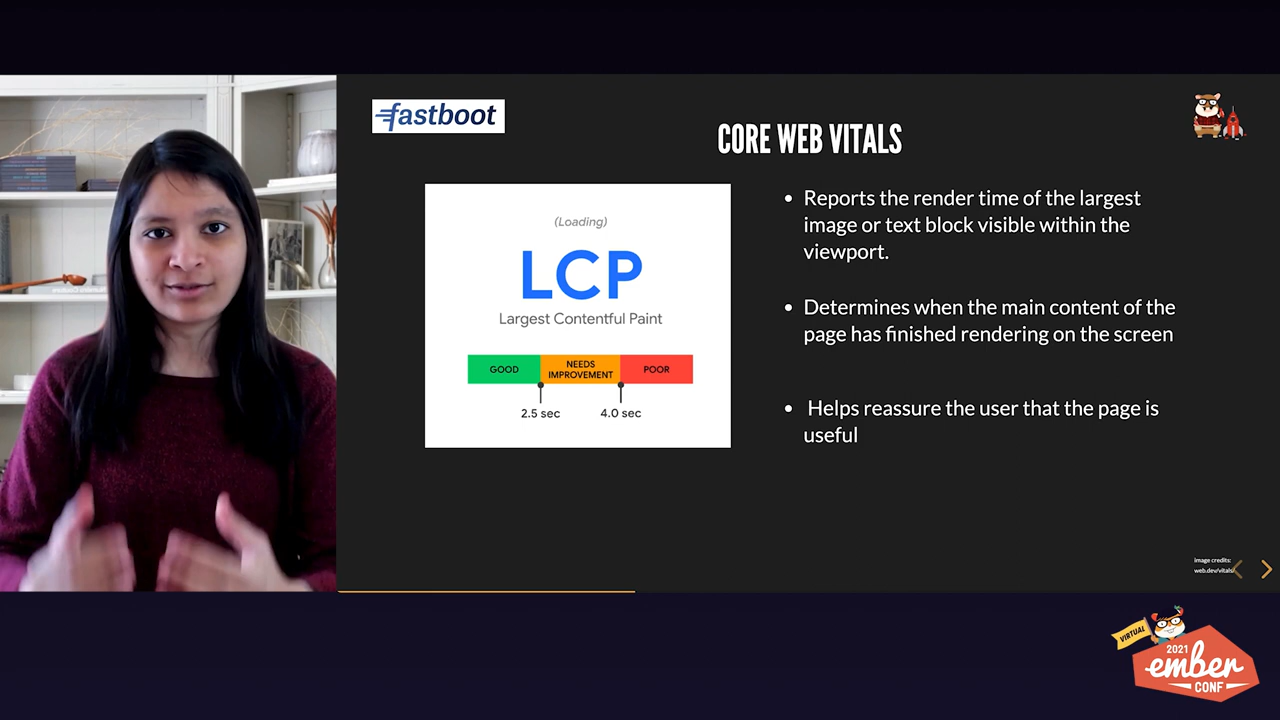 fastboot
CORE WEB VITALS
(Loading)
LCP
Largest Contentful Paint
GOOD
NEEDS
IMPROVEMENT
POOR
2.5 sec
4.0 sec
Reports the render time of the largest
image or text block visible within the
viewport.
Determines when the main content of the
page has finished rendering on the screen
Helps reassure the user that the page is
useful
image credits:
web.dev/vitals
VIRTUAL
2021
ember
CONF